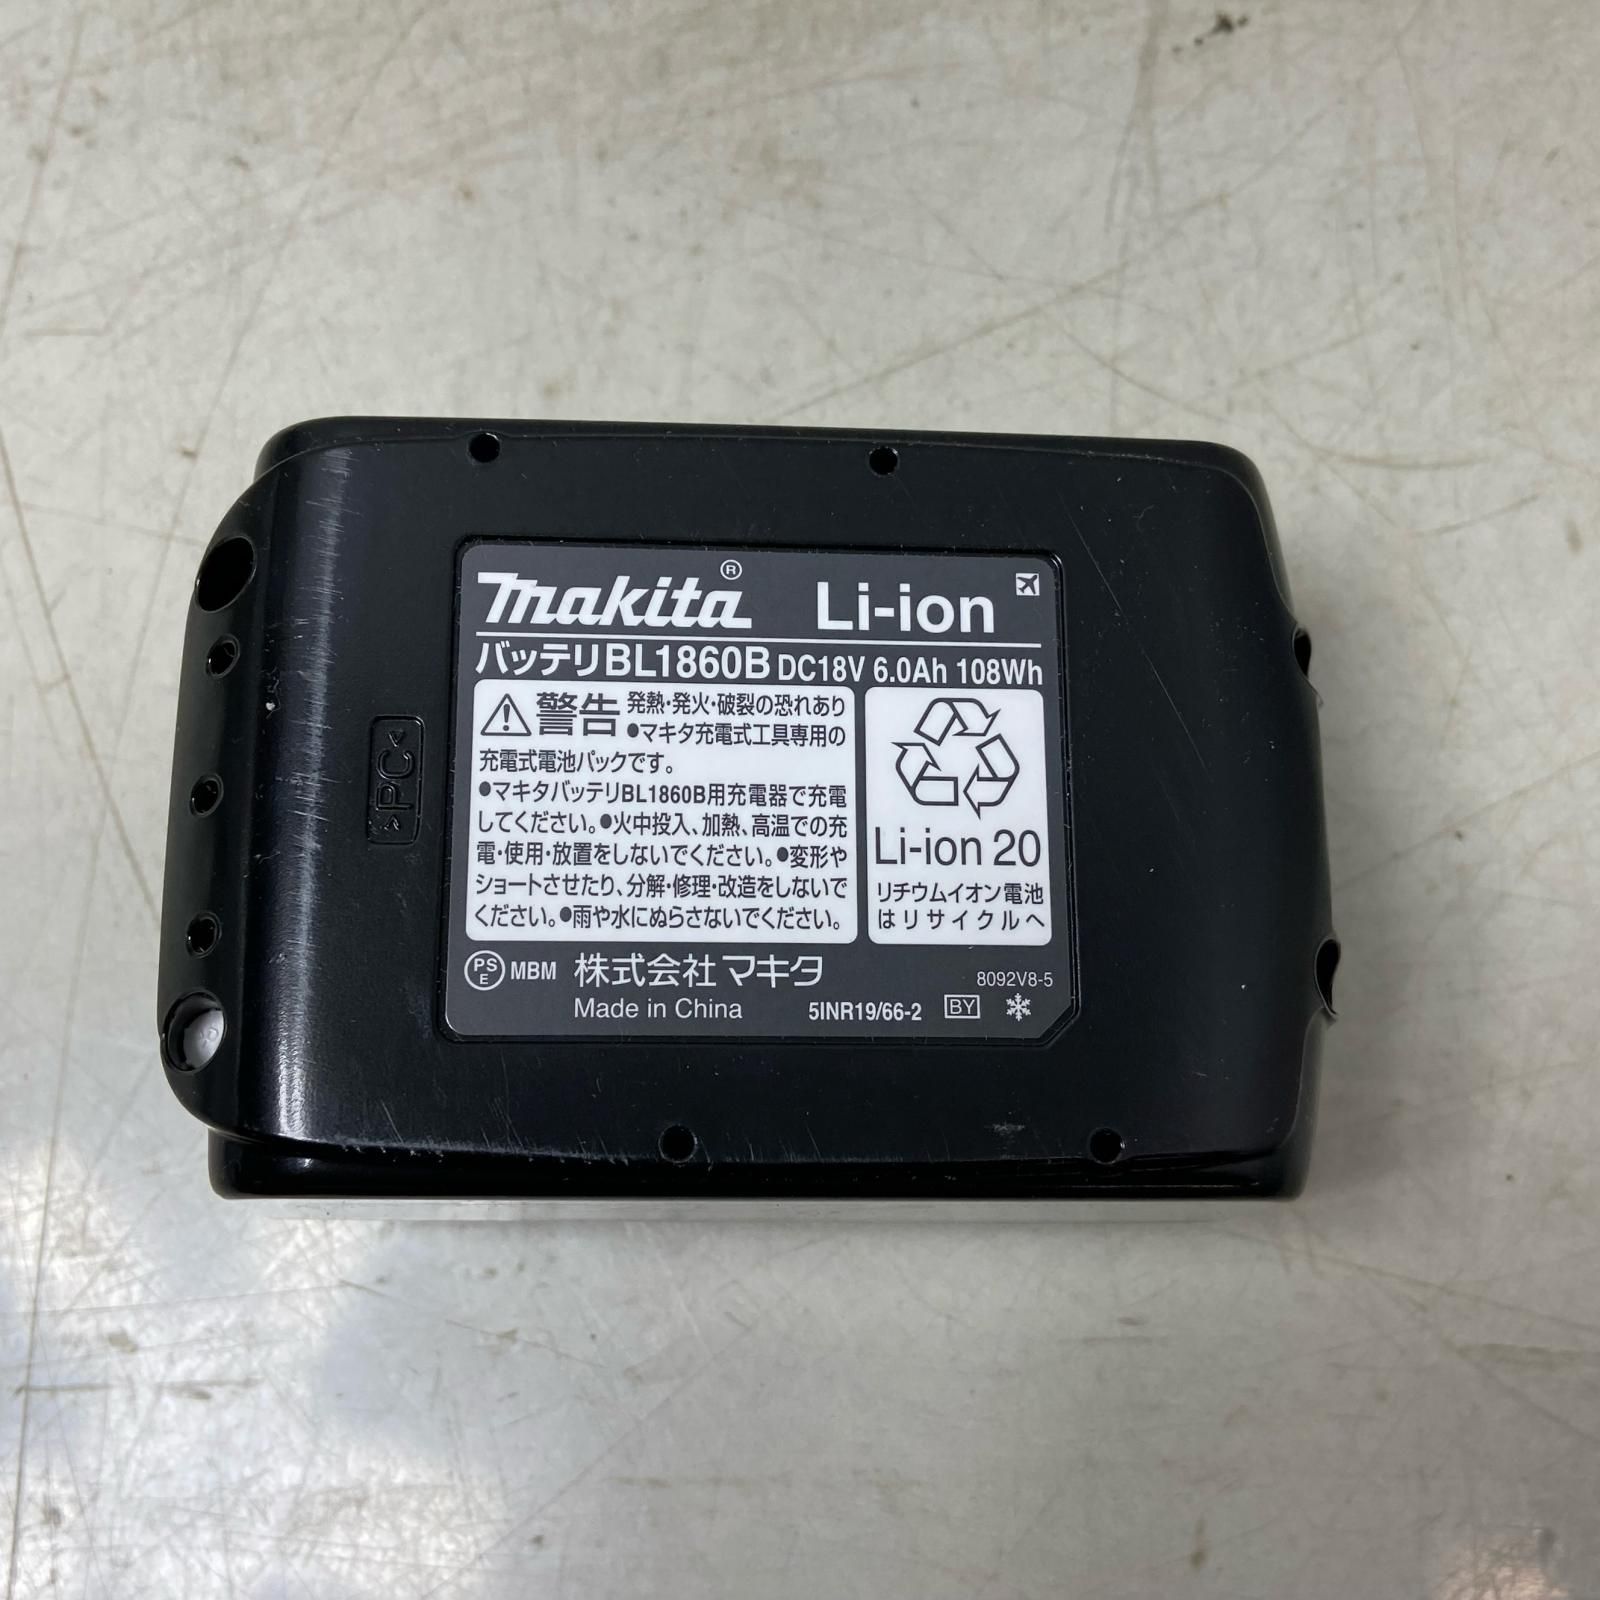 makita® Li-ion
バッテリBL1860B DC18V 6.0Ah 108Wh
警告 発熱・発火・破裂の恐れあり
●マキタ充電式工具専用の
充電式電池パックです。
●マキタバッテリBL1860B用充電器で充電
してください。●火中投入、加熱、高温での充
電・使用・放置をしないでください。●変形や
ショートさせたり、分解・修理・改造をしないで
ください。●雨や水にぬらさないでください。
Li-ion 20
リチウムイオン電池
はリサイクルへ
PSE MBM 株式会社マキタ
8092V8-5
Made in China 5INR19/66-2 BY
>PC<